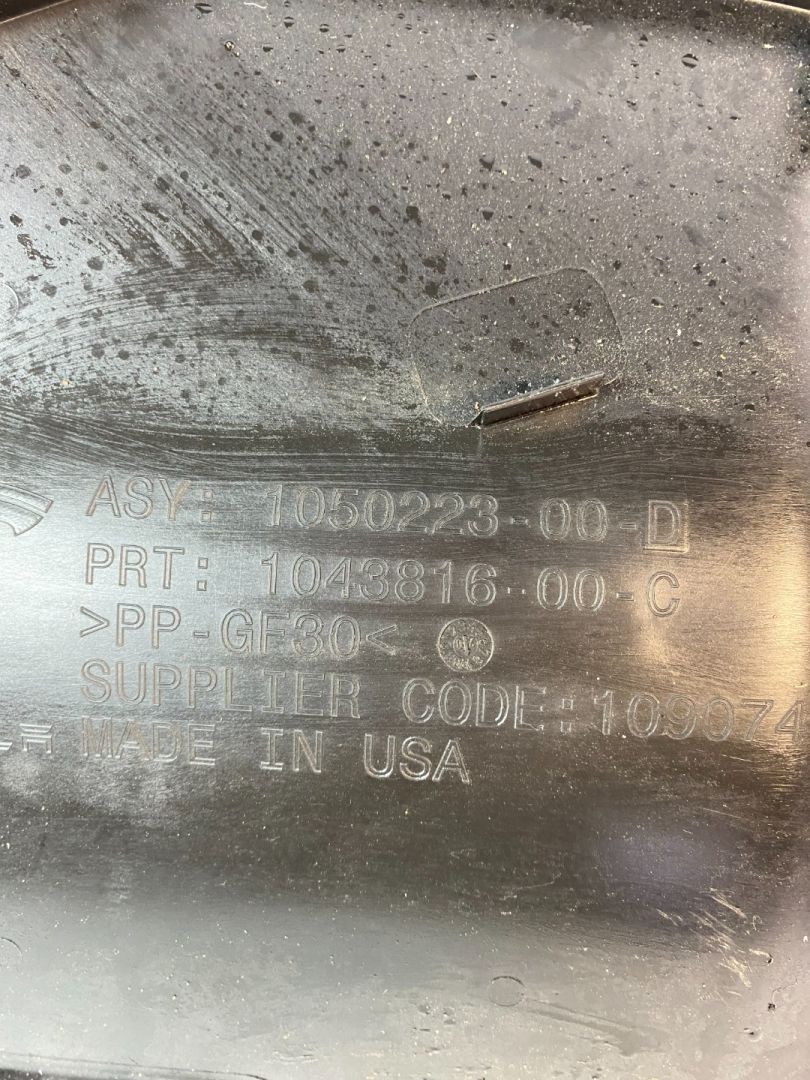 ASY: 1050223-00-D
PRT: 1043816-00-C
>PP-GF30<
SUPPLIER CODE:109074
MADE IN USA